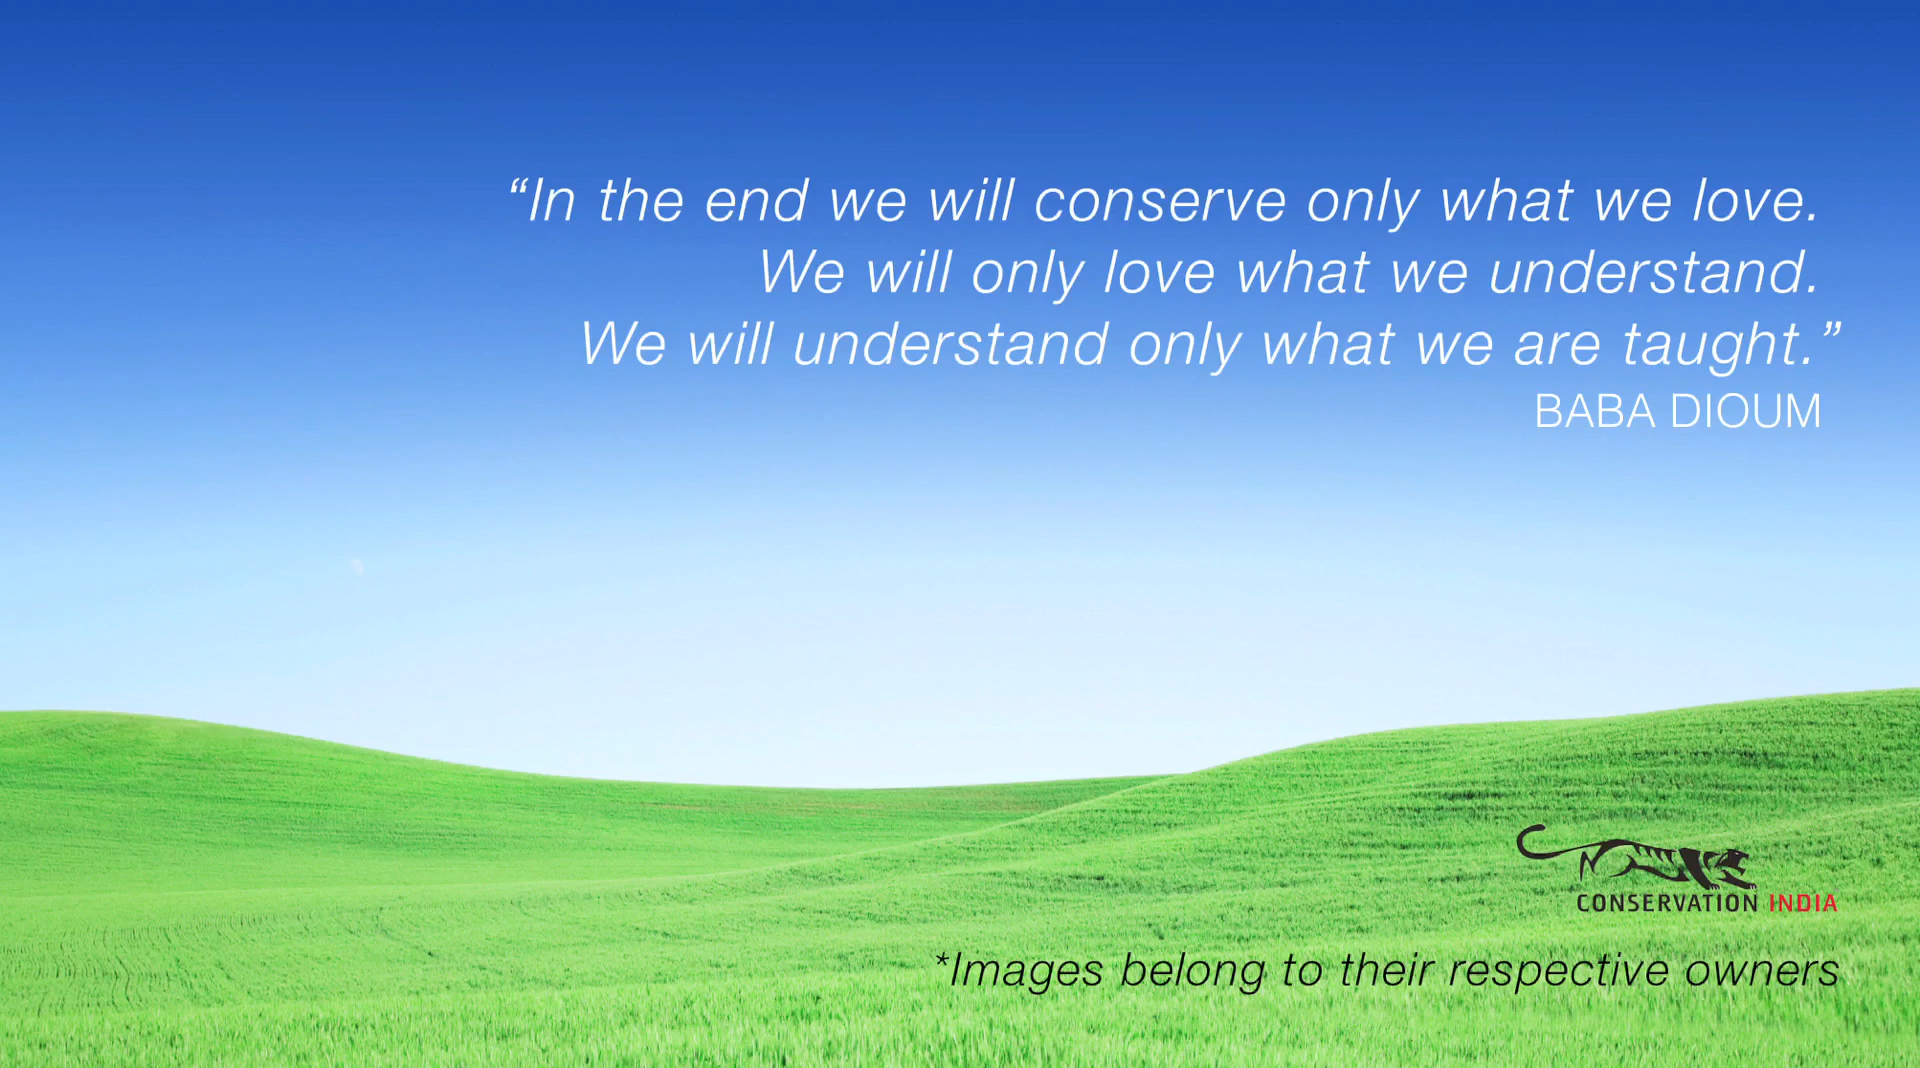 “In the end we will conserve only what we love.
We will only love what we understand.
We will understand only what we are taught.”
BABA DIOUM
CONSERVATION INDIA
*Images belong to their respective owners